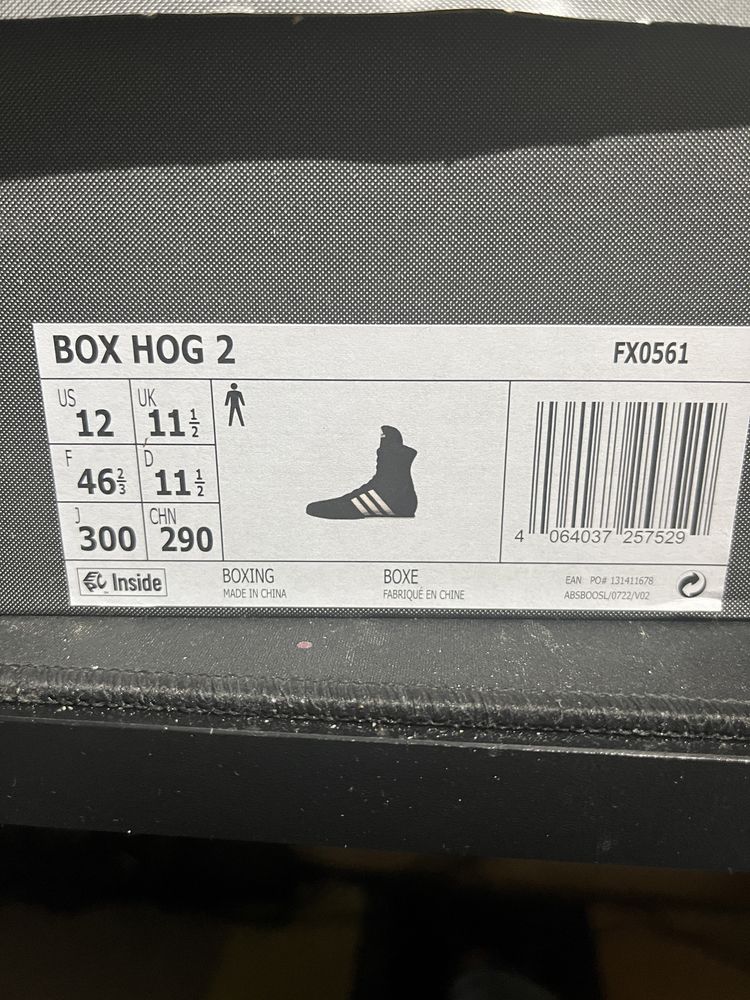 BOX HOG 2 FX0561
US 12 UK 11 1/2
F 46 2/3 D 11 1/2
J 300 CHN 290
4 064037 257529
Inside BOXING BOXE EAN PO# 131411678
MADE IN CHINA FABRIQUÉ EN CHINE ABSBOOSL/0722/V02